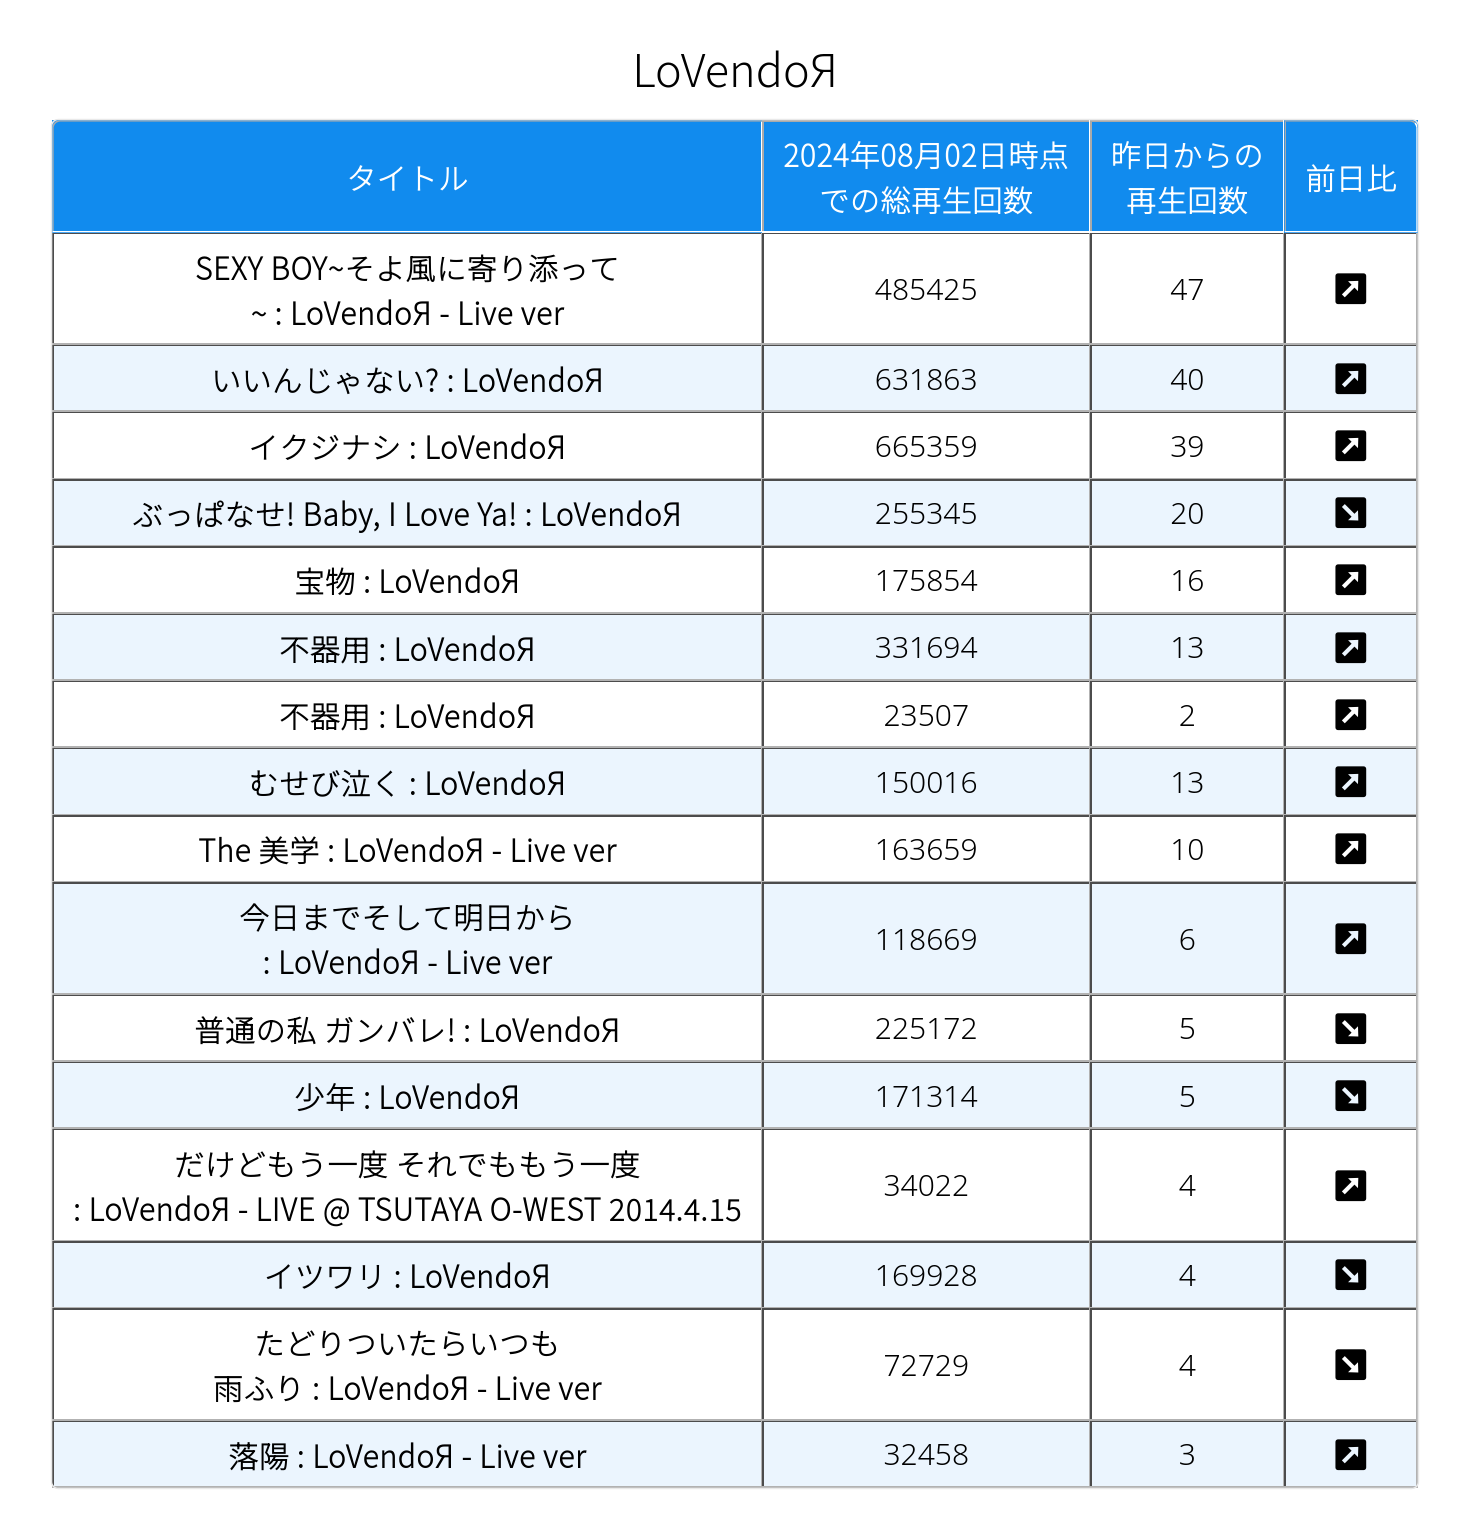 LoVendoЯ
タイトル
2024年08月02日時点
での総再生回数
昨日からの
再生回数
前日比
SEXY BOY~そよ風に寄り添って
~ : LoVendoЯ - Live ver
485425
47
いいんじゃない? : LoVendoЯ
631863
40
イクジナシ : LoVendoЯ
665359
39
ぶっぱなせ! Baby, I Love Ya! : LoVendoЯ
255345
20
宝物 : LoVendoЯ
175854
16
不器用 : LoVendoЯ
331694
13
不器用 : LoVendoЯ
23507
2
むせび泣く : LoVendoЯ
150016
13
The 美学 : LoVendoЯ - Live ver
163659
10
今日までそして明日から
: LoVendoЯ - Live ver
118669
6
普通の私 ガンバレ! : LoVendoЯ
225172
5
少年 : LoVendoЯ
171314
5
だけどもう一度 それでももう一度
: LoVendoЯ - LIVE @ TSUTAYA O-WEST 2014.4.15
34022
4
イツワリ : LoVendoЯ
169928
4
たどりついたらいつも
雨ふり : LoVendoЯ - Live ver
72729
4
落陽 : LoVendoЯ - Live ver
32458
3